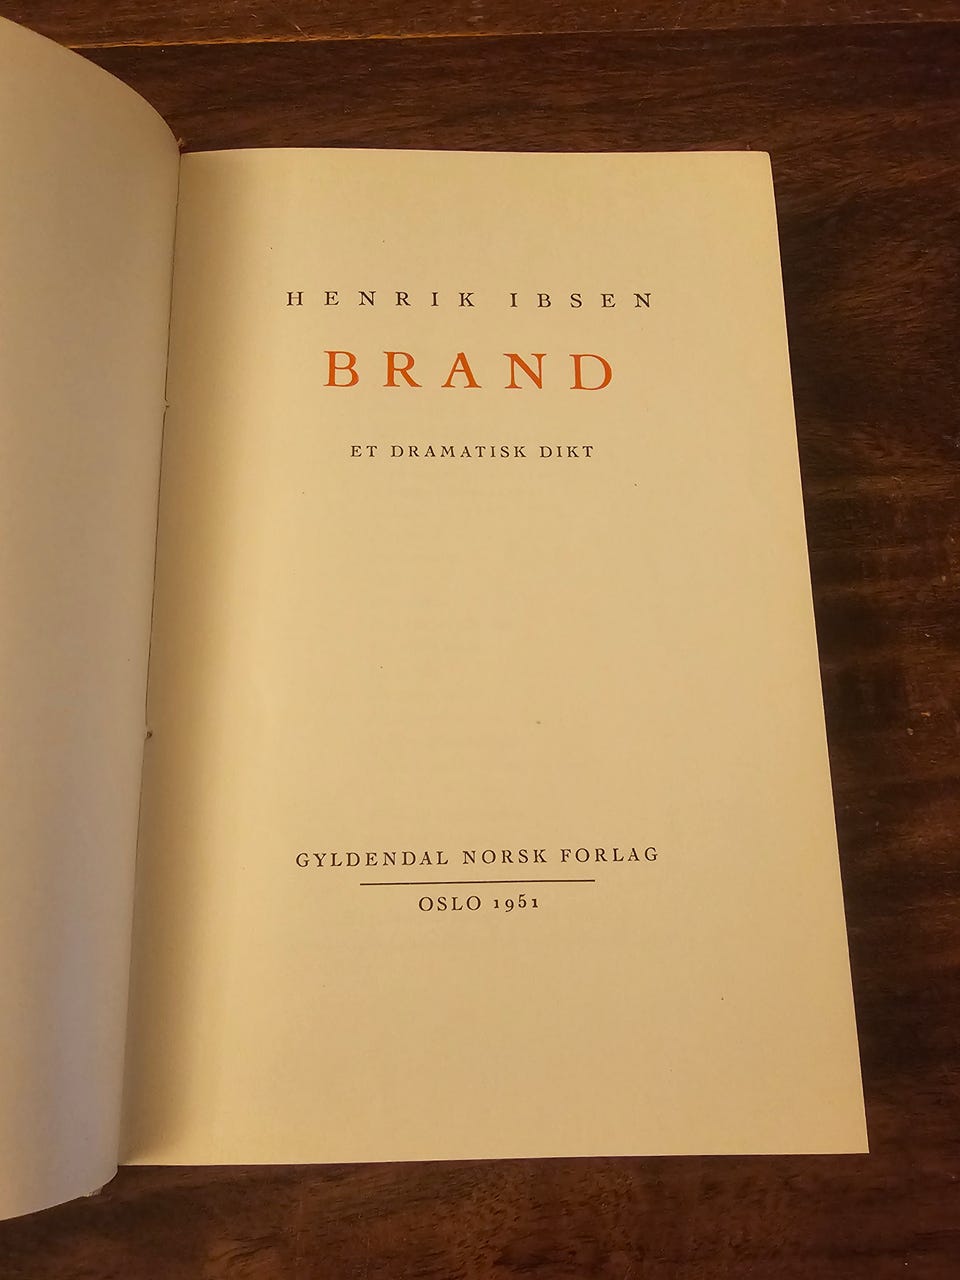 HENRIK IBSEN
BRAND
ET DRAMATISK DIKT
GYLDENDAL NORSK FORLAG
OSLO 1951